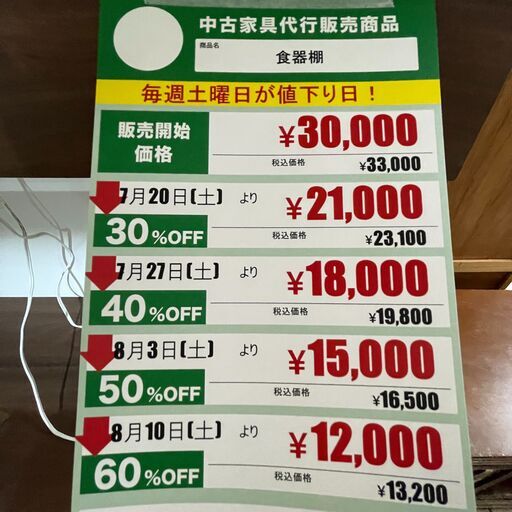 中古家具代行販売商品
商品名
食器棚
毎週土曜日が値下り日！
販売開始
価格
¥30,000
税込価格 ¥33,000
7月20日(土) より ¥21,000
30%OFF 税込価格 ¥23,100
7月27日(土) より ¥18,000
40%OFF 税込価格 ¥19,800
8月3日(土) より ¥15,000
50%OFF 税込価格 ¥16,500
8月10日(土) より ¥12,000
60%OFF 税込価格 ¥13,200